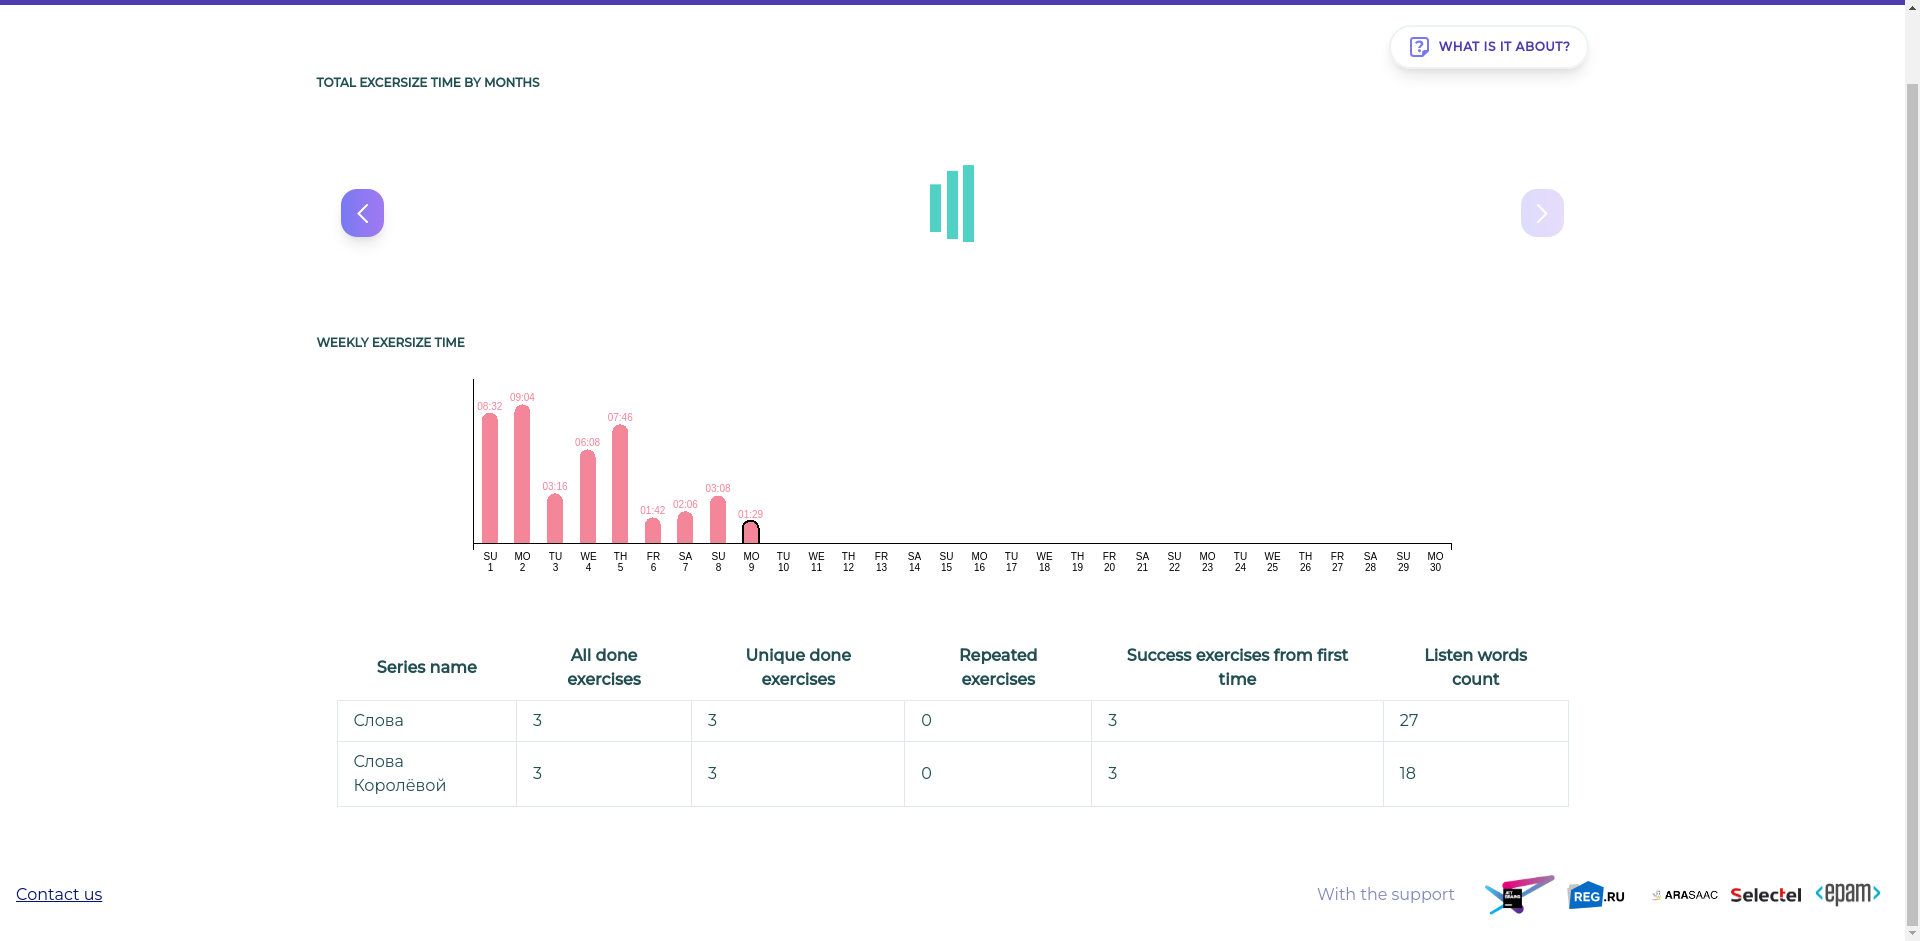 WHAT IS IT ABOUT?
TOTAL EXCERSIZE TIME BY MONTHS
WEEKLY EXERSIZE TIME
08:32 09:04 03:16 06:08 07:46 01:42 02:06 03:08 01:29
SU MO TU WE TH FR SA SU MO TU WE TH FR SA SU MO TU WE TH FR SA SU MO TU WE TH FR SA SU MO
1 2 3 4 5 6 7 8 9 10 11 12 13 14 15 16 17 18 19 20 21 22 23 24 25 26 27 28 29 30
Series name All done exercises Unique done exercises Repeated exercises Success exercises from first time Listen words count
Слова 3 3 0 3 27
Слова Королёвой 3 3 0 3 18
Contact us With the support JET BRAINS REG.RU ARASAAC Selectel <epam>